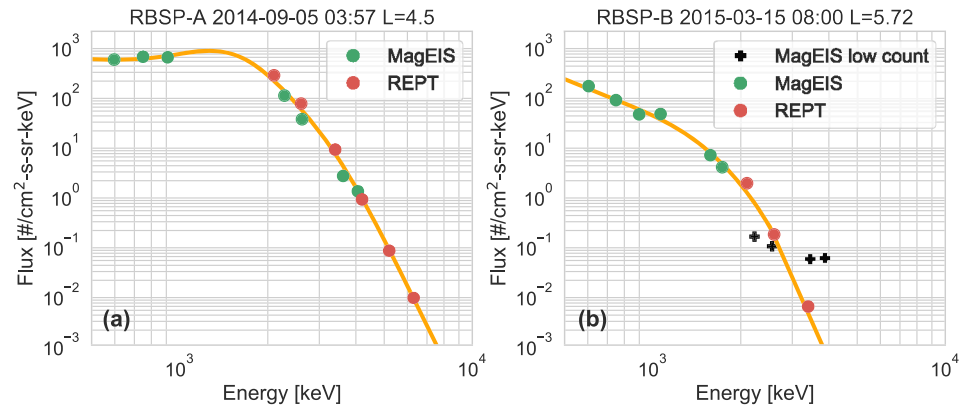 RBSP-A 2014-09-05 03:57 L=4.5
10³
10²
10¹
10⁰
10⁻¹
10⁻²
10⁻³
Flux [#/cm²-s-sr-keV]
MagEIS
REPT
(a)
10³
10⁴
Energy [keV]
RBSP-B 2015-03-15 08:00 L=5.72
10³
10²
10¹
10⁰
10⁻¹
10⁻²
10⁻³
Flux [#/cm²-s-sr-keV]
MagEIS low count
MagEIS
REPT
(b)
10³
10⁴
Energy [keV]